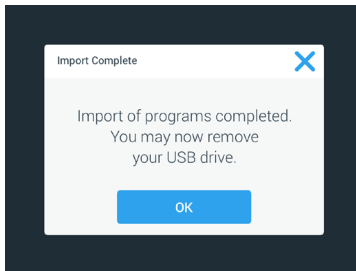 Import Complete
Import of programs completed.
You may now remove
your USB drive.
OK